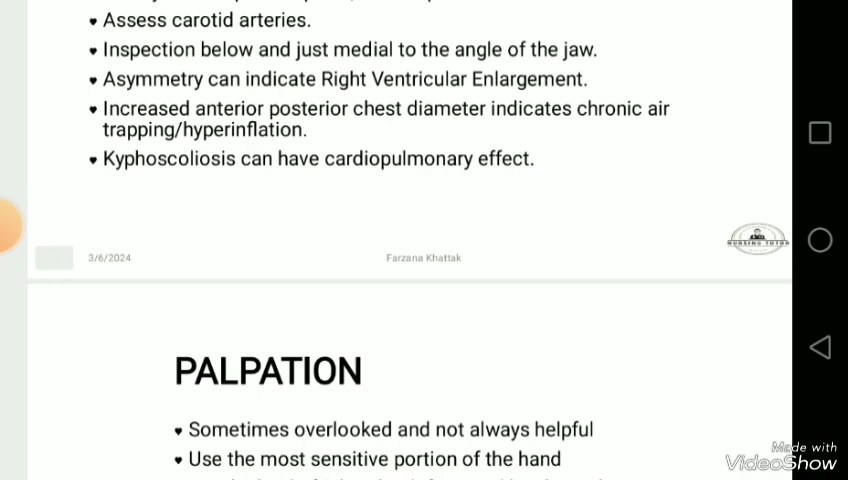 Assess carotid arteries.
Inspection below and just medial to the angle of the jaw.
Asymmetry can indicate Right Ventricular Enlargement.
Increased anterior posterior chest diameter indicates chronic air
trapping/hyperinflation.
Kyphoscoliosis can have cardiopulmonary effect.
NURSING TUTOR
3/6/2024
Farzana Khattak
PALPATION
Sometimes overlooked and not always helpful
Use the most sensitive portion of the hand
Made with
VideoShow